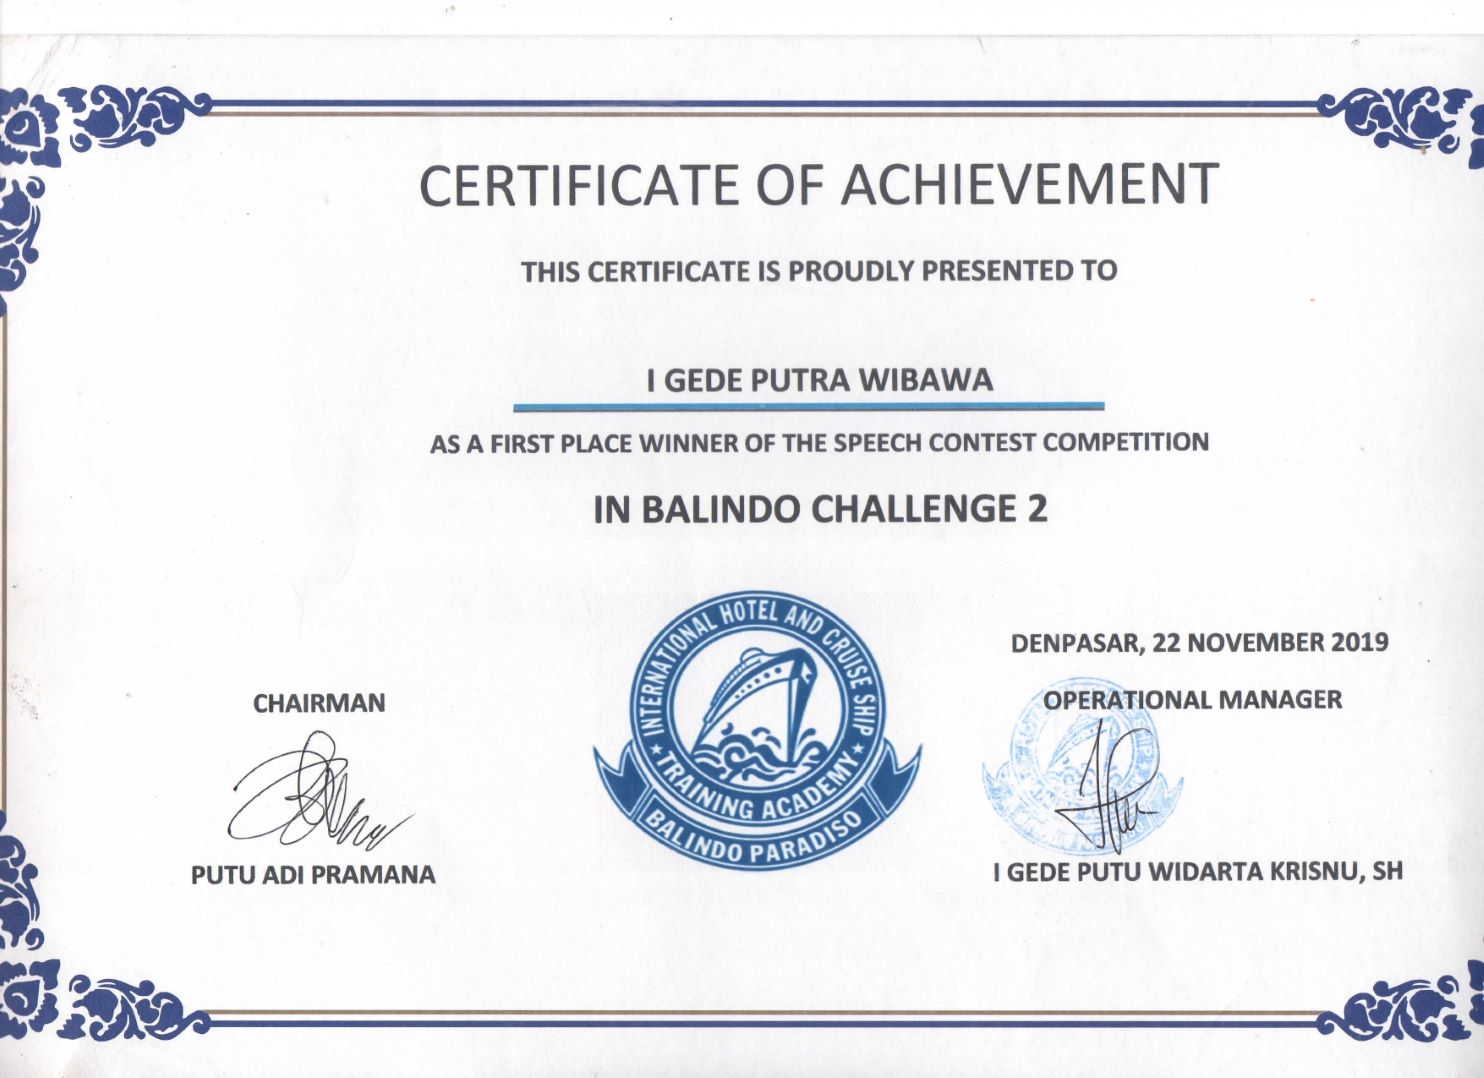 CERTIFICATE OF ACHIEVEMENT
THIS CERTIFICATE IS PROUDLY PRESENTED TO
I GEDE PUTRA WIBAWA
AS A FIRST PLACE WINNER OF THE SPEECH CONTEST COMPETITION
IN BALINDO CHALLENGE 2
INTERNATIONAL HOTEL AND CRUISE SHIP
TRAINING ACADEMY
BALINDO PARADISO
DENPASAR, 22 NOVEMBER 2019
CHAIRMAN
OPERATIONAL MANAGER
PUTU ADI PRAMANA
I GEDE PUTU WIDARTA KRISNU, SH